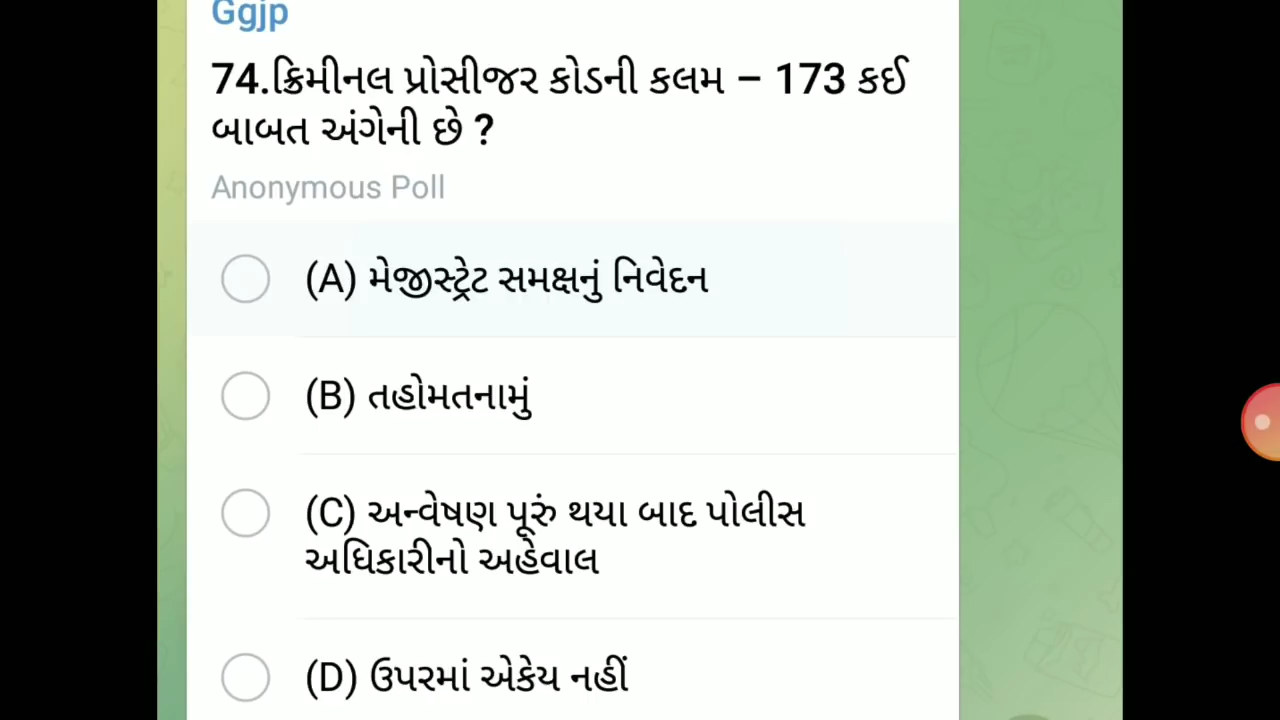 Ggjp
74.ક્રિમીનલ પ્રોસીજર કોડની કલમ – 173 કઈ
બાબત અંગેની છે ?
Anonymous Poll
(A) મેજીસ્ટ્રેટ સમક્ષનું નિવેદન
(B) તહોમતનામું
(C) અન્વેષણ પૂરું થયા બાદ પોલીસ
અધિકારીનો અહેવાલ
(D) ઉપરમાં એકેય નહીં